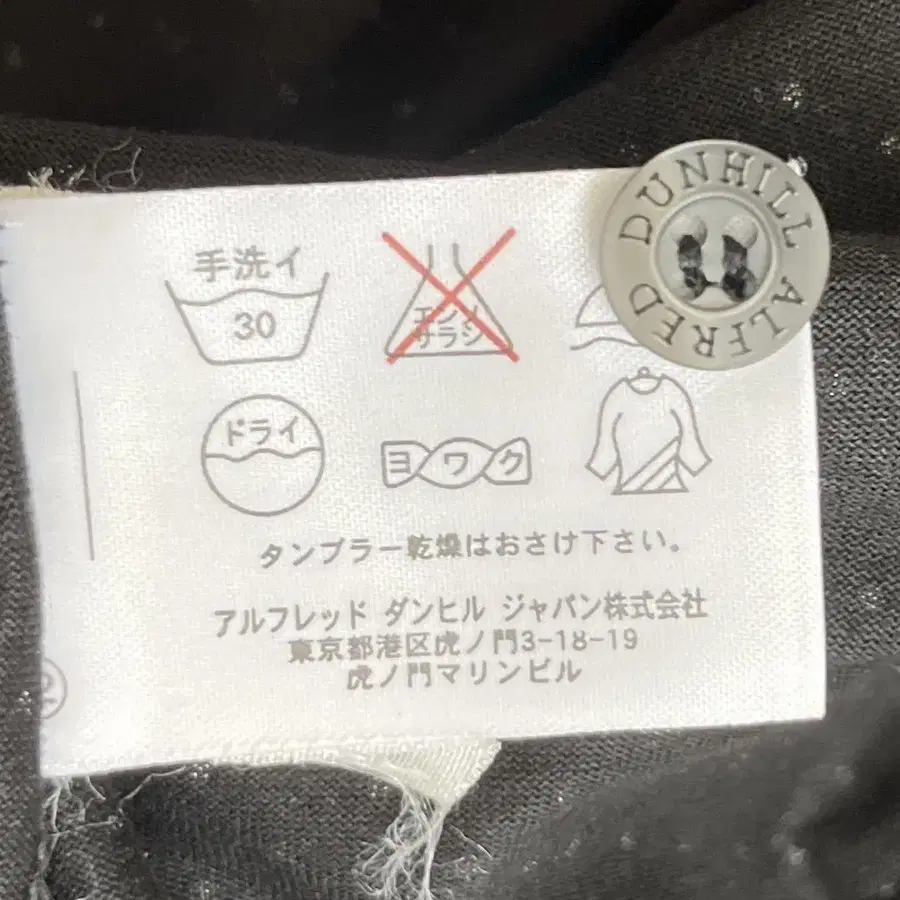 手洗イ
30
エンソ
サラシ
ALFRED DUNHILL
ドライ
ヨワク
タンブラー乾燥はおさけ下さい。
アルフレッド ダンヒル ジャパン株式会社
東京都港区虎ノ門3-18-19
虎ノ門マリンビル